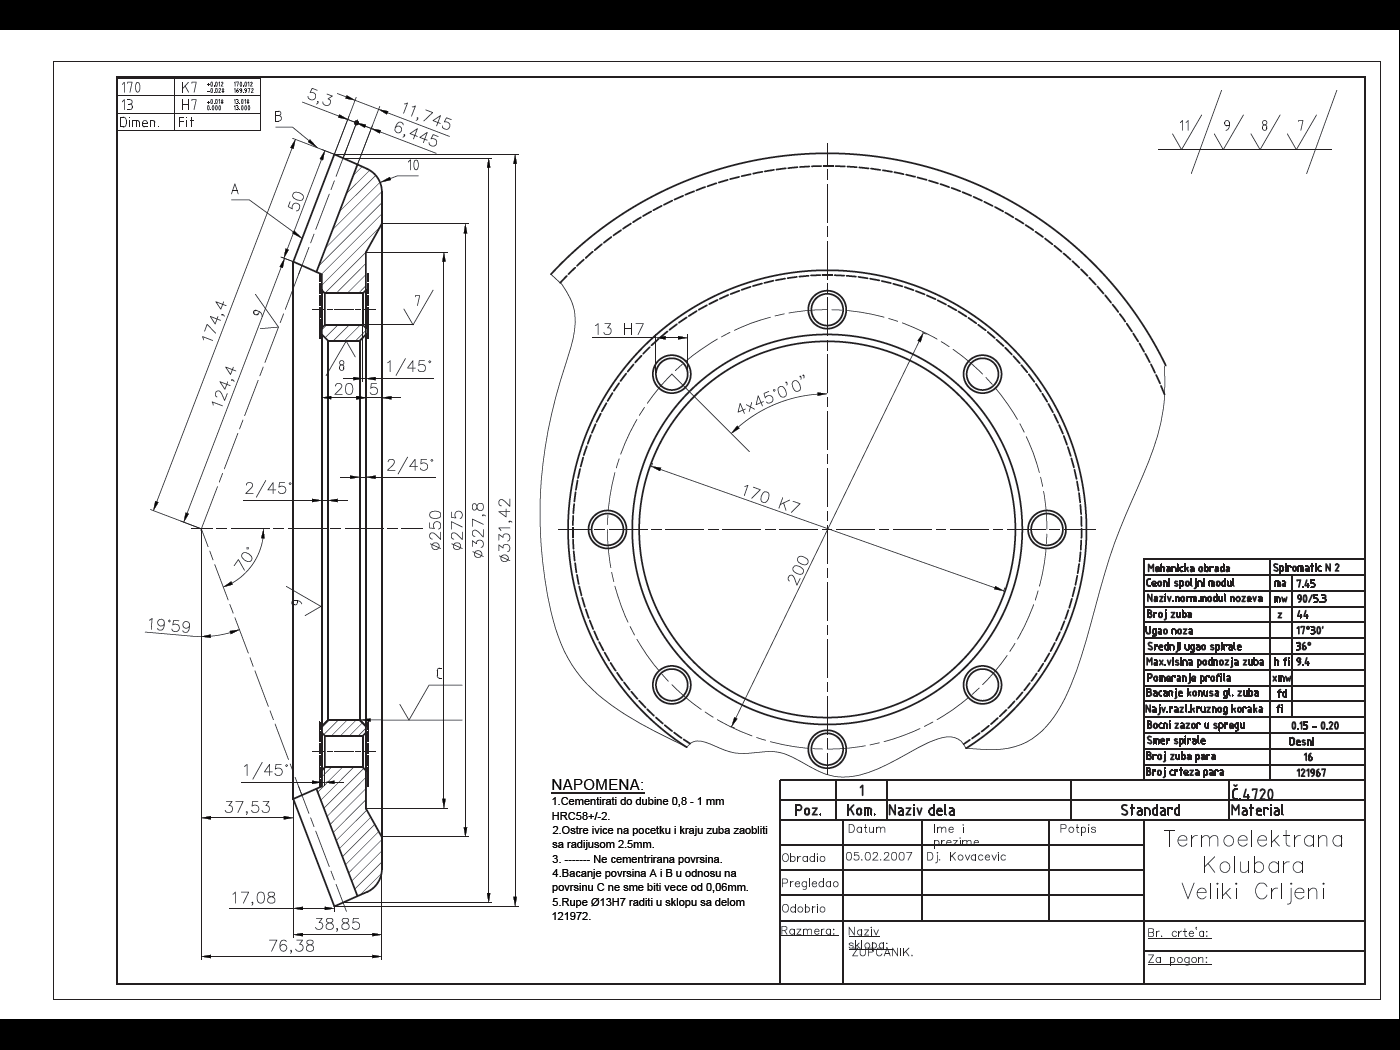 170 K7 +0,012 -0,028 170,012 169,972
13 H7 +0,018 0,000 13,018 13,000
Dimen. Fit
5,3
11,745
6,445
B
10
A
50
174,4
124,4
9
7
8
1/45°
20 5
2/45°
2/45°
ø250
ø275
ø327,8
ø331,42
70°
9
19°59
C
1/45°
37,53
17,08
38,85
76,38
11 9 8 7
13 H7
4x45°0'0"
170 K7
200
Mehanicka obrada Spiromatic N 2
Ceoni spoljni modul ma 7.45
Naziv.norm.modul nozeva mw 90/5.3
Broj zuba z 44
Ugao noza 17°30'
Srednji ugao spirale 36°
Max.visina podnozja zuba h fi 9.4
Pomeranje profila xmw
Bacanje konusa gl. zuba fd
Najv.razl.kruznog koraka fi
Bocni zazor u spregu 0.15 - 0.20
Smer spirale Desni
Broj zuba para 16
Broj crteza para 121967
NAPOMENA:
1.Cementirati do dubine 0,8 - 1 mm
HRC58+/-2.
2.Ostre ivice na pocetku i kraju zuba zaobliti
sa radijusom 2.5mm.
3. ------- Ne cementrirana povrsina.
4.Bacanje povrsina A i B u odnosu na
povrsinu C ne sme biti vece od 0,06mm.
5.Rupe Ø13H7 raditi u sklopu sa delom
121972.
1 Č.4720
Poz. Kom. Naziv dela Standard Material
Datum Ime i prezime Potpis
Obradio 05.02.2007 Dj. Kovacevic
Pregledao
Odobrio
Termoelektrana
Kolubara
Veliki Crljeni
Razmera: Naziv
sklopa:
ZUPCANIK.
Br. crte'a:
Za pogon: